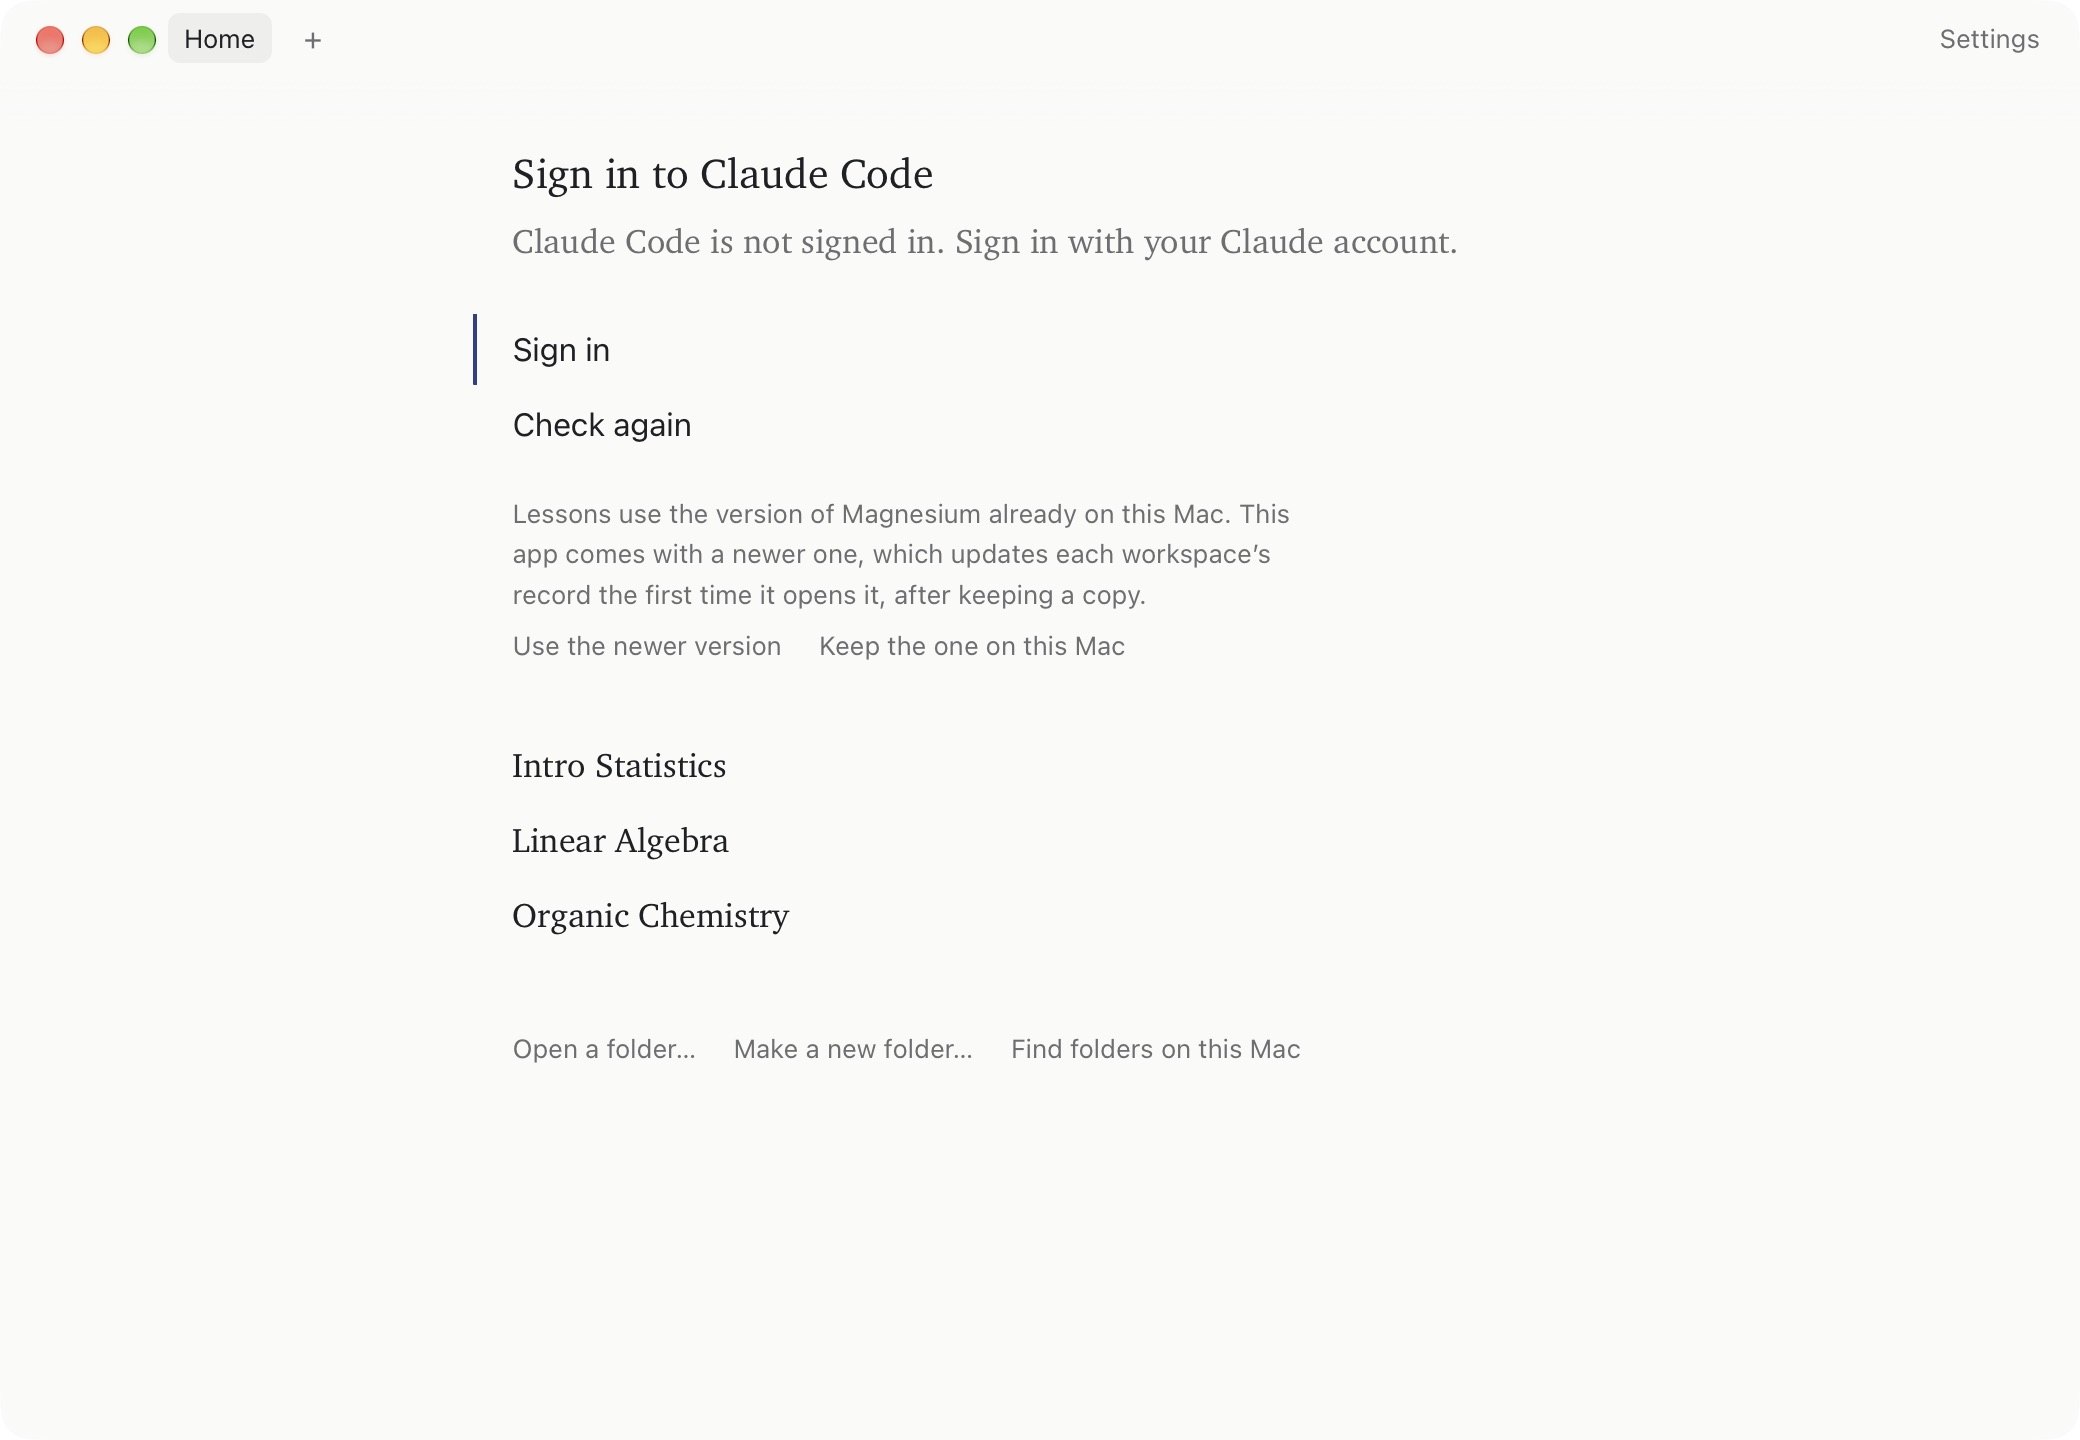 Home +
Settings
Sign in to Claude Code
Claude Code is not signed in. Sign in with your Claude account.
Sign in
Check again
Lessons use the version of Magnesium already on this Mac. This
app comes with a newer one, which updates each workspace’s
record the first time it opens it, after keeping a copy.
Use the newer version Keep the one on this Mac
Intro Statistics
Linear Algebra
Organic Chemistry
Open a folder... Make a new folder... Find folders on this Mac